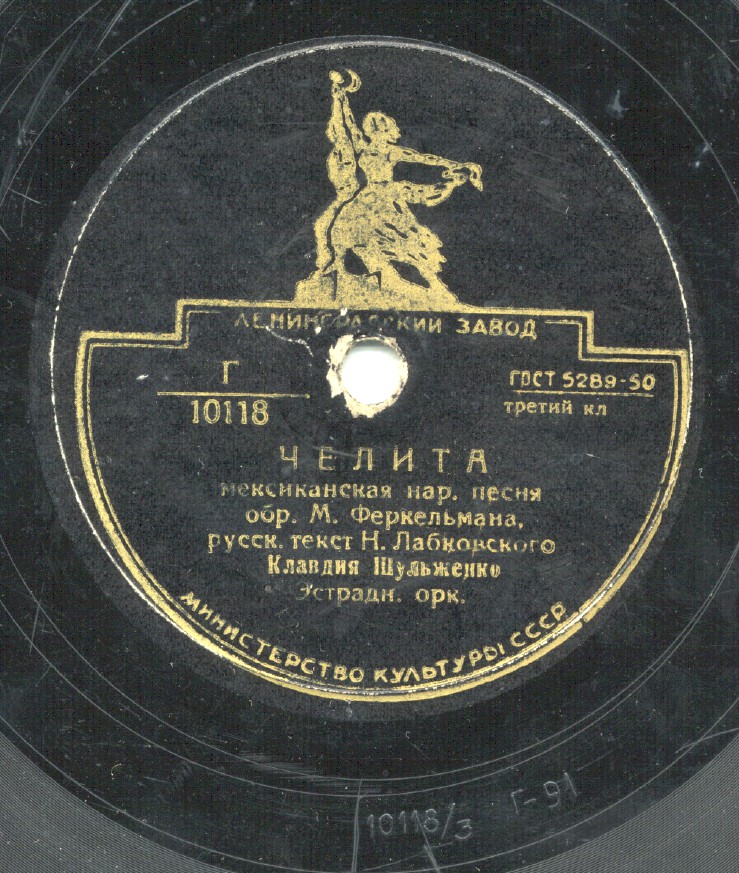 ЛЕНИНГРАДСКИЙ ЗАВОД
Г
10118
ГОСТ 5289-50
третий кл
ЧЕЛИТА
мексиканская нар. песня
обр. М. Феркельмана,
русск. текст Н. Лабковского
Клавдия Шульженко
Эстрадн. орк.
МИНИСТЕРСТВО КУЛЬТУРЫ СССР
10118/3 Г-91